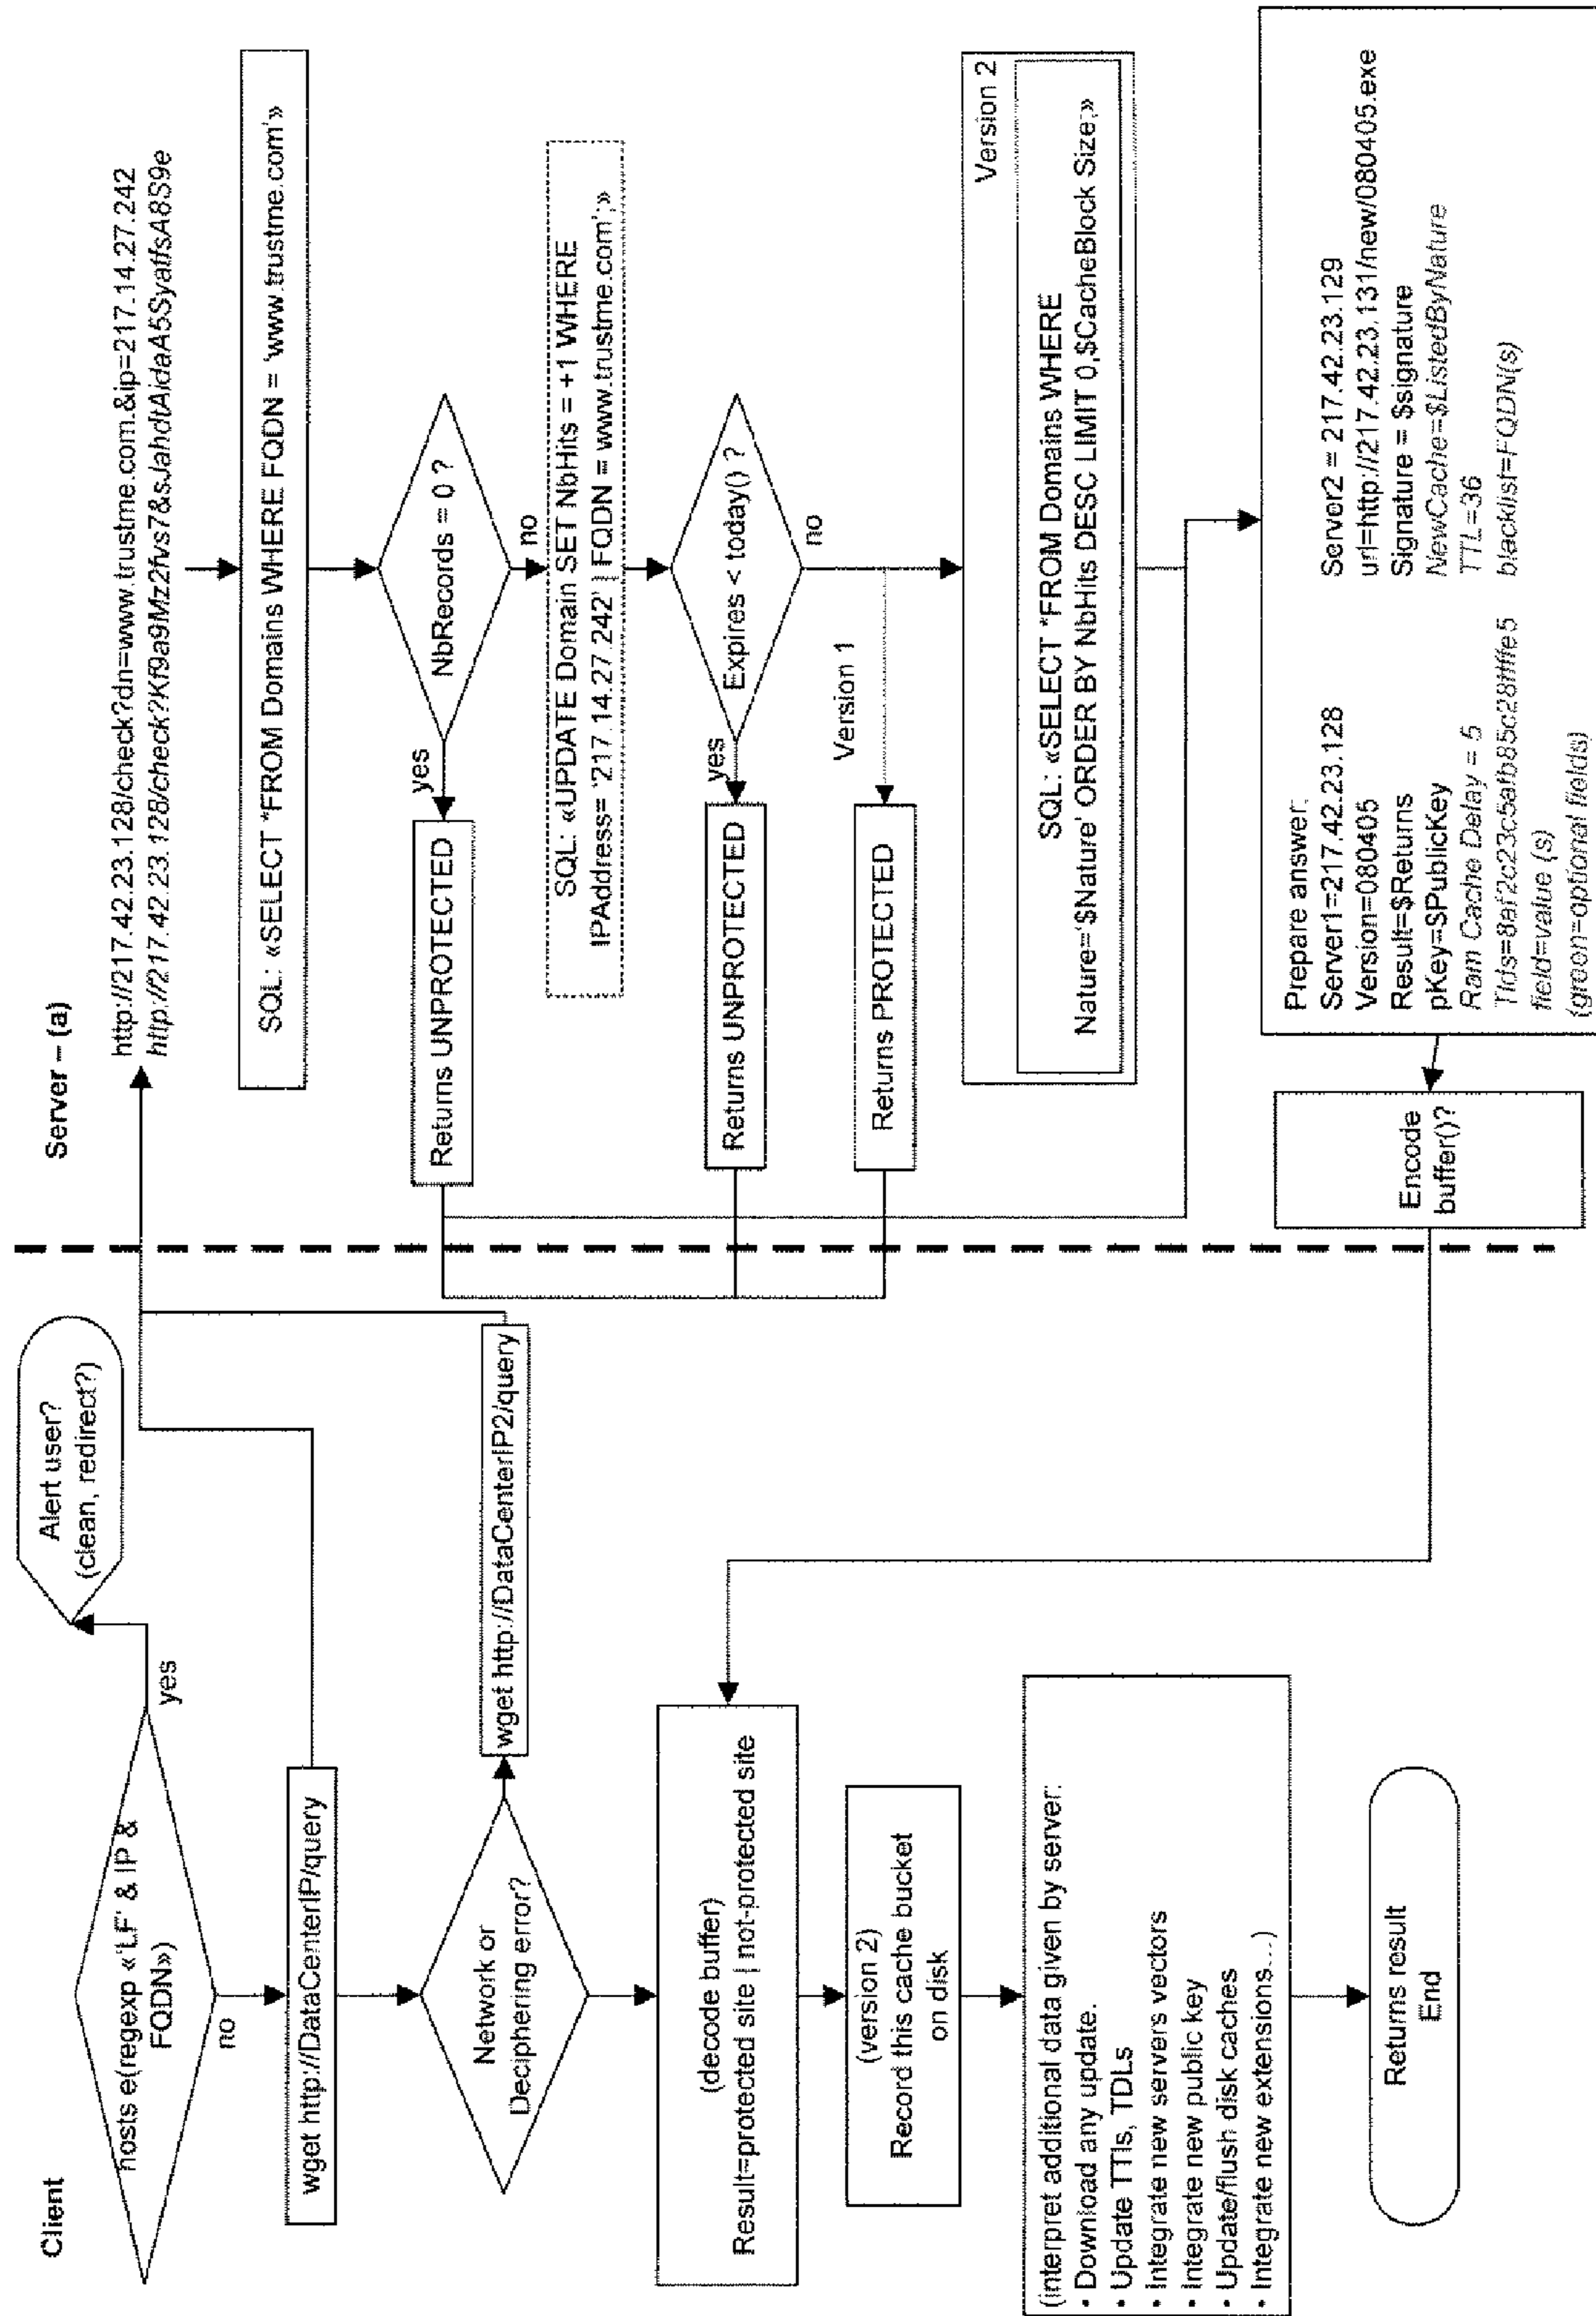 Client
hosts e(regexp «'LF' & IP &
FQDN»)
yes
no
Alert user?
(clean, redirect?)
wget http://DataCenterIP/query
Network or
Deciphering error?
wget http://DataCenterIP2/query
(decode buffer)
Result=protected site | not-protected site
(version 2)
Record this cache bucket
on disk
(interpret additional data given by server:
• Download any update.
• Update TTls, TDLs
• Integrate new servers vectors
• Integrate new public key
• Update/flush disk caches
• Integrate new extensions...)
Returns result
End
Server – (a)
http://217.42.23.128/check?dn=www.trustme.com.&ip=217.14.27.242
http://217.42.23.128/check?Kf9a9Mz2fvs7&sJahdtAidaA5SyatfsA8S9e
SQL: «SELECT *FROM Domains WHERE FQDN = 'www.trustme.com'»
NbRecords = 0 ?
yes
no
Returns UNPROTECTED
SQL: «UPDATE Domain SET NbHits = +1 WHERE
IPAddress= '217.14.27.242' | FQDN = www.trustme.com';»
Expires < today() ?
yes
no
Returns UNPROTECTED
Version 1
Returns PROTECTED
Version 2
SQL: «SELECT *FROM Domains WHERE
Nature='$Nature' ORDER BY NbHits DESC LIMIT 0,$CacheBlock Size;»
Prepare answer:
Server1=217.42.23.128 Server2 = 217.42.23.129
Version=080405 url=http://217.42.23.131/new/080405.exe
Result=$Returns Signature = $signature
pKey=$PublicKey NewCache=$ListedByNature
Ram Cache Delay = 5 TTL=36
Tlds=8af2c23c5afb85c28fffe5 blacklist=FQDN(s)
field=value (s)
(green=optional fields)
Encode
buffer()?